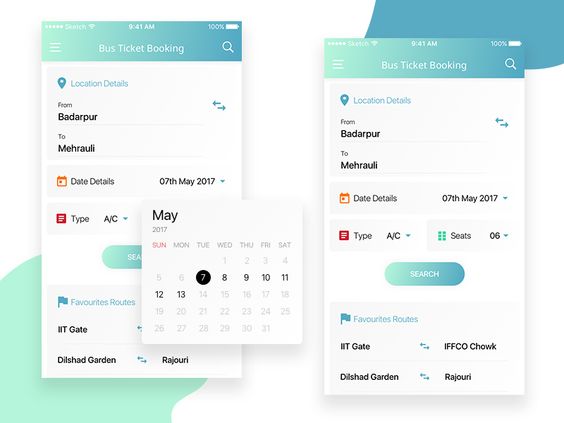 Sketch 9:41 AM 100%
Bus Ticket Booking
Location Details
From
Badarpur
To
Mehrauli
Date Details 07th May 2017
Type A/C
SEA
Favourites Routes
IIT Gate
Dilshad Garden Rajouri
May
2017
SUN MON TUE WED THU FRI SAT
1 2 3 4
5 6 7 8 9 10 11
12 13 14 15 16 17 18
19 20 21 22 23 24 25
26 27 28 29 30 31
Sketch 9:41 AM 100%
Bus Ticket Booking
Location Details
From
Badarpur
To
Mehrauli
Date Details 07th May 2017
Type A/C Seats 06
SEARCH
Favourites Routes
IIT Gate IFFCO Chowk
Dilshad Garden Rajouri